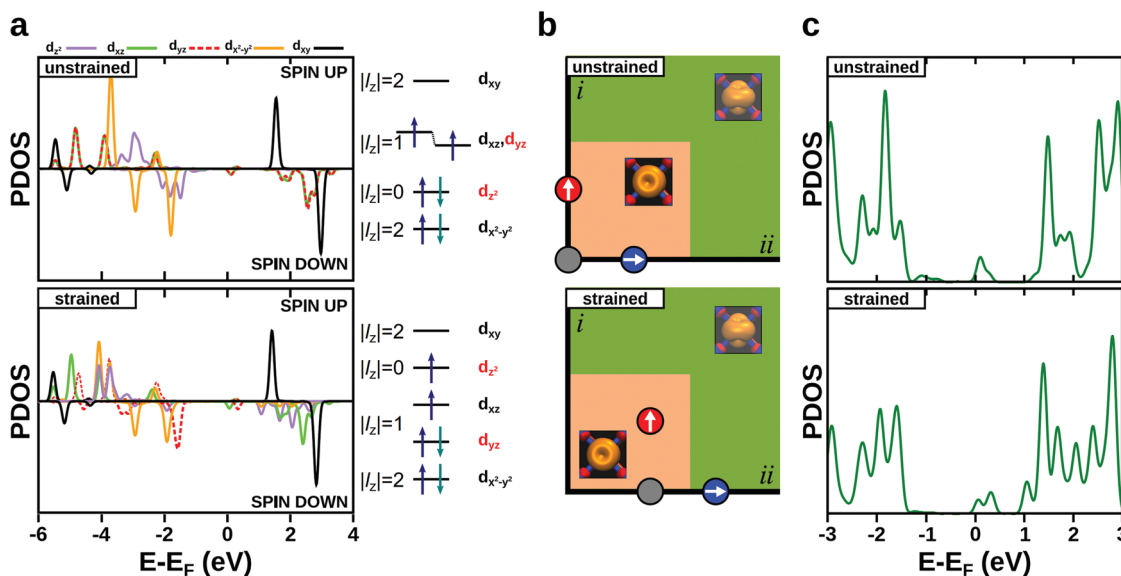 a
d_z² d_xz d_yz d_x²-y² d_xy
unstrained
SPIN UP
SPIN DOWN
PDOS
|l_z|=2 d_xy
|l_z|=1 d_xz,d_yz
|l_z|=0 d_z²
|l_z|=2 d_x²-y²
strained
SPIN UP
SPIN DOWN
PDOS
|l_z|=2 d_xy
|l_z|=0 d_z²
d_xz
|l_z|=1
d_yz
|l_z|=2 d_x²-y²
-6 -4 -2 0 2 4
E-E_F (eV)
b
unstrained
i
ii
strained
i
ii
c
unstrained
PDOS
strained
PDOS
-3 -2 -1 0 1 2 3
E-E_F (eV)